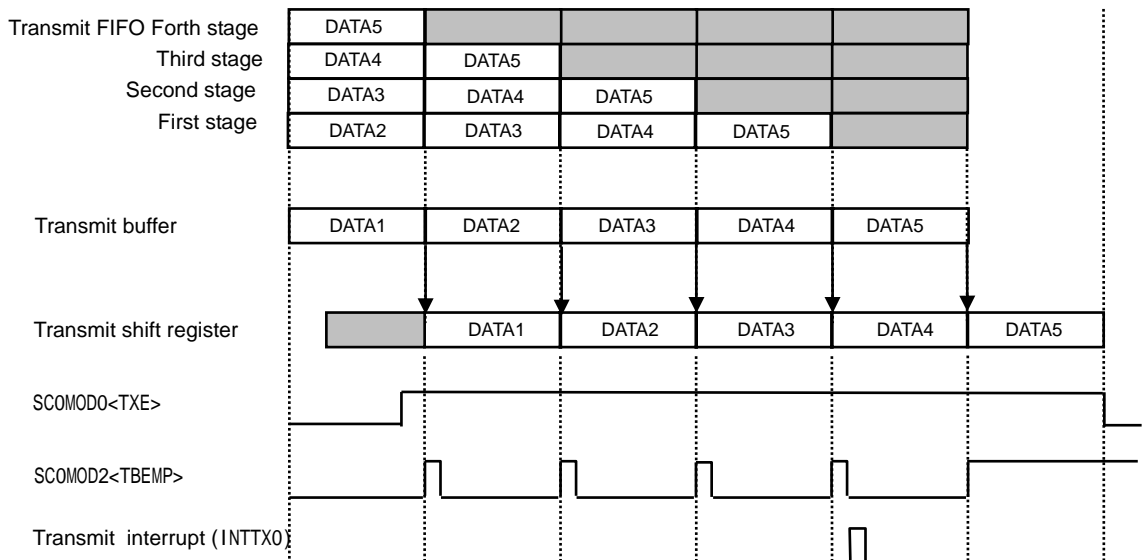 Transmit FIFO Forth stage DATA5
Third stage DATA4 DATA5
Second stage DATA3 DATA4 DATA5
First stage DATA2 DATA3 DATA4 DATA5
Transmit buffer DATA1 DATA2 DATA3 DATA4 DATA5
Transmit shift register DATA1 DATA2 DATA3 DATA4 DATA5
SC0MOD0<TXE>
SC0MOD2<TBEMP>
Transmit interrupt (INTTX0)